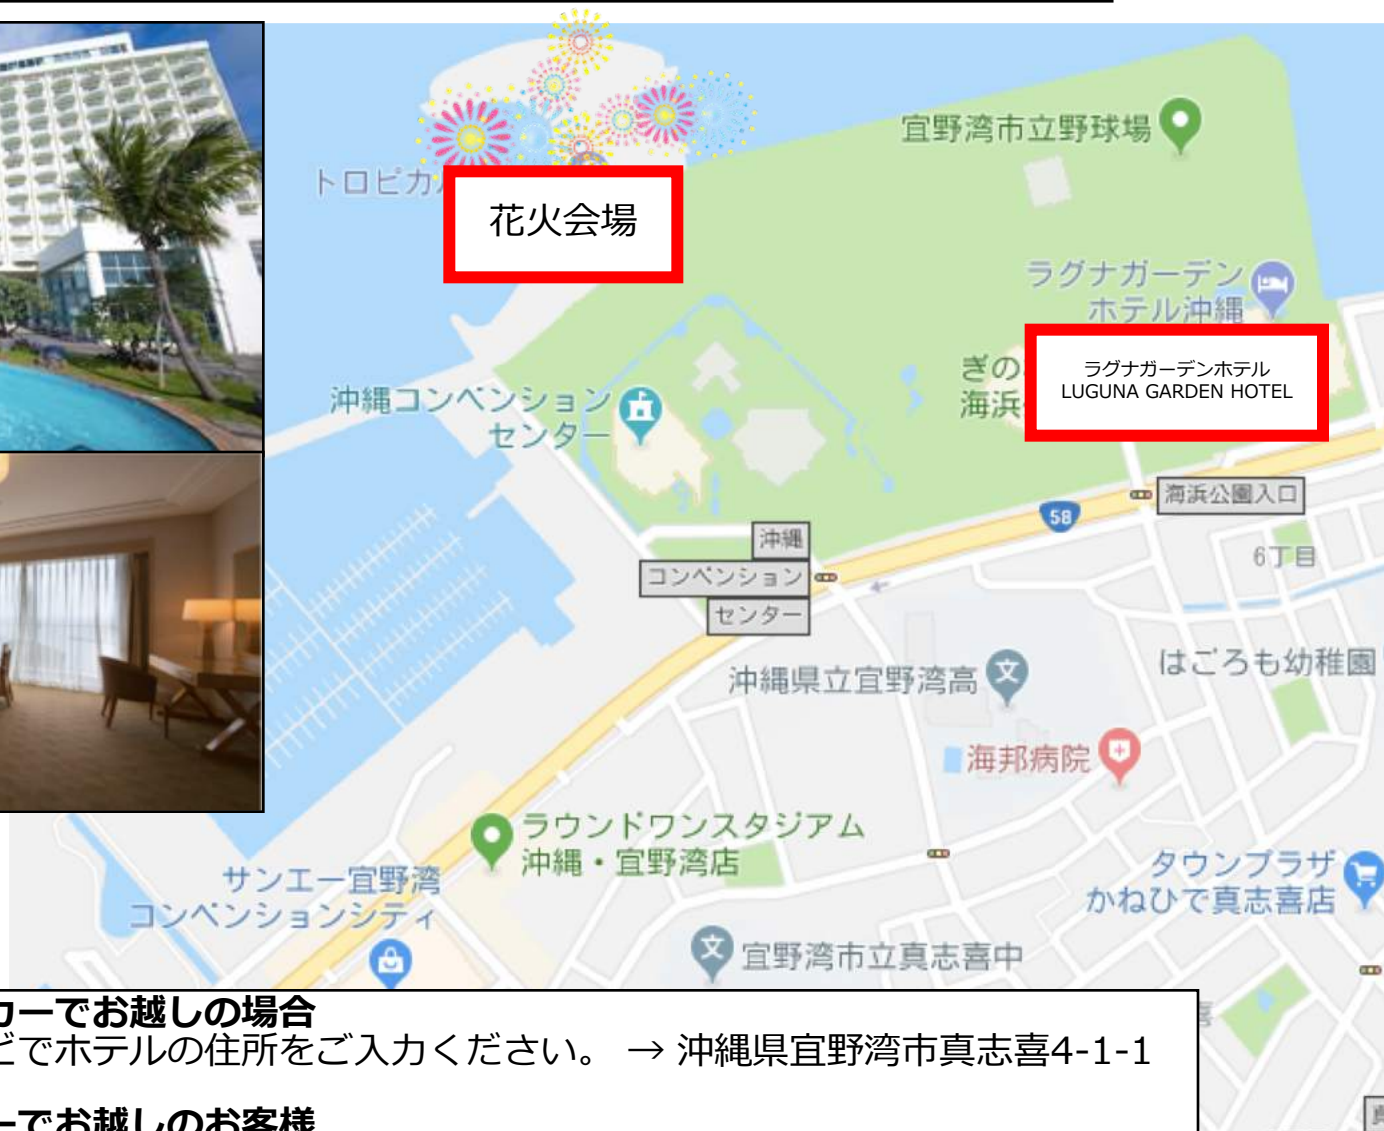 宜野湾市立野球場
トロピカル
花火会場
ラグナガーデン
ホテル沖縄
ラグナガーデンホテル
LUGUNA GARDEN HOTEL
ぎの
海浜
沖縄コンベンション
センター
海浜公園入口
58
沖縄
コンベンション
センター
6丁目
はごろも幼稚園
沖縄県立宜野湾高
文
海邦病院
ラウンドワンスタジアム
沖縄・宜野湾店
タウンプラザ
かねひで真志喜店
サンエー宜野湾
コンベンションシティ
文
宜野湾市立真志喜中
喜
カーでお越しの場合
ビでホテルの住所をご入力ください。 → 沖縄県宜野湾市真志喜4-1-1
ーでお越しのお客様